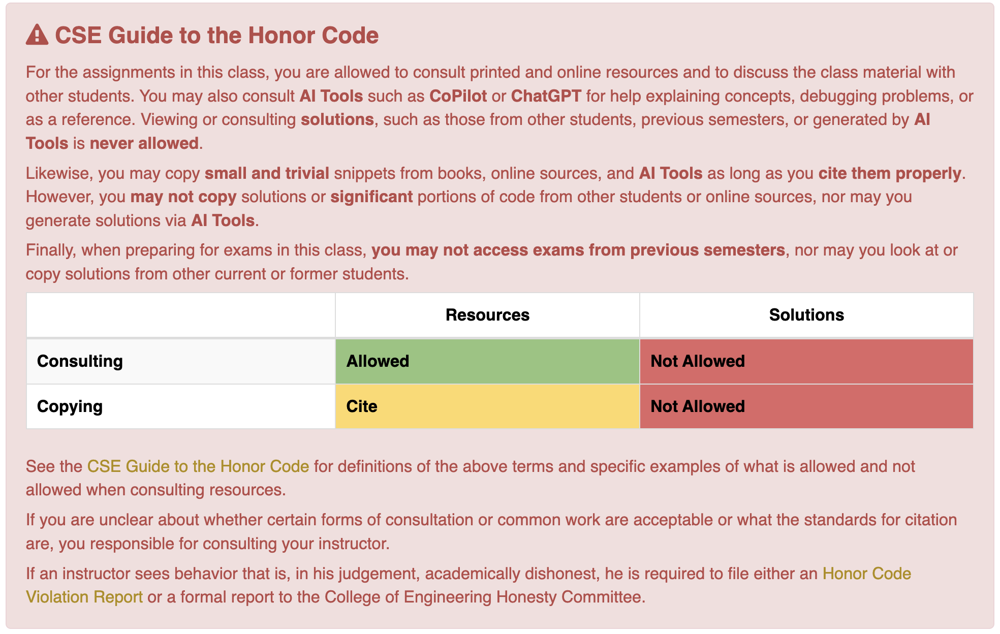 CSE Guide to the Honor Code
For the assignments in this class, you are allowed to consult printed and online resources and to discuss the class material with
other students. You may also consult AI Tools such as CoPilot or ChatGPT for help explaining concepts, debugging problems, or
as a reference. Viewing or consulting solutions, such as those from other students, previous semesters, or generated by AI
Tools is never allowed.
Likewise, you may copy small and trivial snippets from books, online sources, and AI Tools as long as you cite them properly.
However, you may not copy solutions or significant portions of code from other students or online sources, nor may you
generate solutions via AI Tools.
Finally, when preparing for exams in this class, you may not access exams from previous semesters, nor may you look at or
copy solutions from other current or former students.
Resources Solutions
Consulting Allowed Not Allowed
Copying Cite Not Allowed
See the CSE Guide to the Honor Code for definitions of the above terms and specific examples of what is allowed and not
allowed when consulting resources.
If you are unclear about whether certain forms of consultation or common work are acceptable or what the standards for citation
are, you responsible for consulting your instructor.
If an instructor sees behavior that is, in his judgement, academically dishonest, he is required to file either an Honor Code
Violation Report or a formal report to the College of Engineering Honesty Committee.